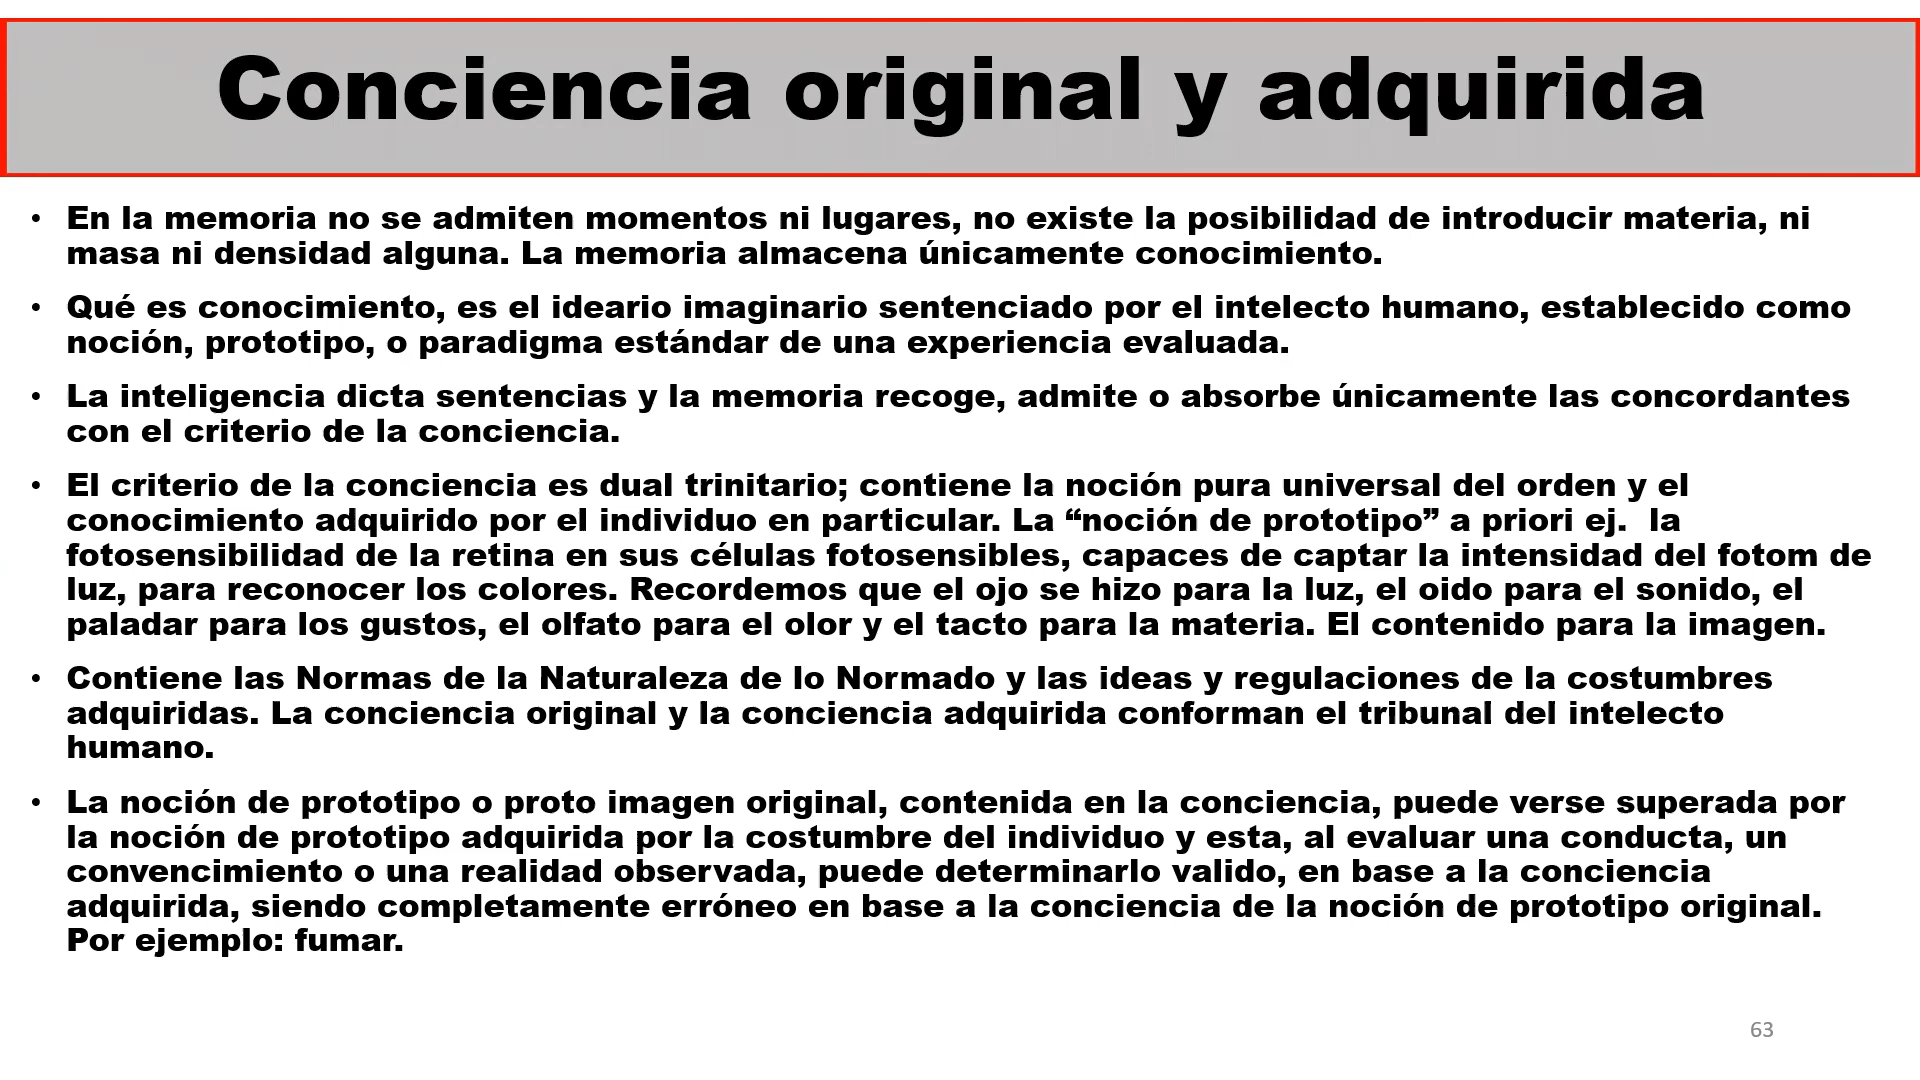 Conciencia original y adquirida
• En la memoria no se admiten momentos ni lugares, no existe la posibilidad de introducir materia, ni
masa ni densidad alguna. La memoria almacena únicamente conocimiento.
• Qué es conocimiento, es el ideario imaginario sentenciado por el intelecto humano, establecido como
noción, prototipo, o paradigma estándar de una experiencia evaluada.
• La inteligencia dicta sentencias y la memoria recoge, admite o absorbe únicamente las concordantes
con el criterio de la conciencia.
• El criterio de la conciencia es dual trinitario; contiene la noción pura universal del orden y el
conocimiento adquirido por el individuo en particular. La “noción de prototipo” a priori ej.  la
fotosensibilidad de la retina en sus células fotosensibles, capaces de captar la intensidad del fotom de
luz, para reconocer los colores. Recordemos que el ojo se hizo para la luz, el oido para el sonido, el
paladar para los gustos, el olfato para el olor y el tacto para la materia. El contenido para la imagen.
• Contiene las Normas de la Naturaleza de lo Normado y las ideas y regulaciones de la costumbres
adquiridas. La conciencia original y la conciencia adquirida conforman el tribunal del intelecto
humano.
• La noción de prototipo o proto imagen original, contenida en la conciencia, puede verse superada por
la noción de prototipo adquirida por la costumbre del individuo y esta, al evaluar una conducta, un
convencimiento o una realidad observada, puede determinarlo valido, en base a la conciencia
adquirida, siendo completamente erróneo en base a la conciencia de la noción de prototipo original.
Por ejemplo: fumar.
63